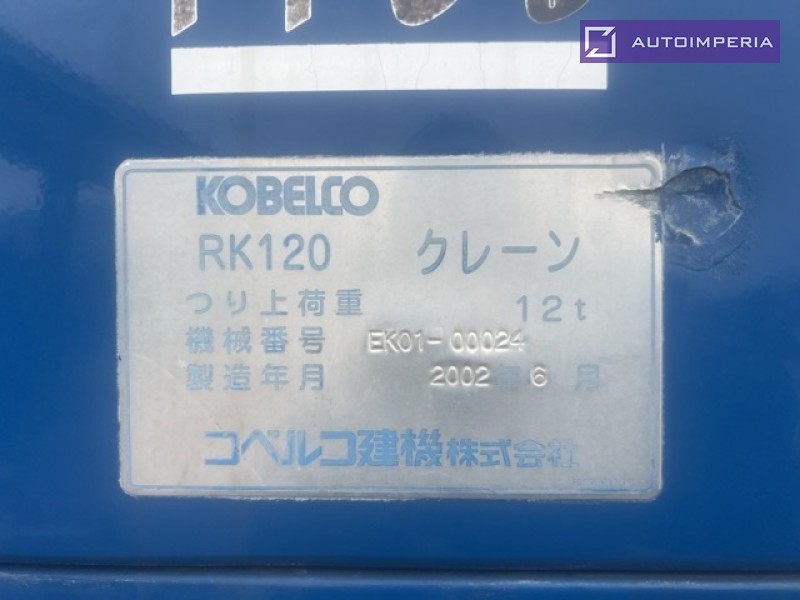 AUTOIMPERIA
KOBELCO
RK120 クレーン
つり上荷重 12t
機械番号 EK01-00024
製造年月 2002年6月
コベルコ建機株式会社